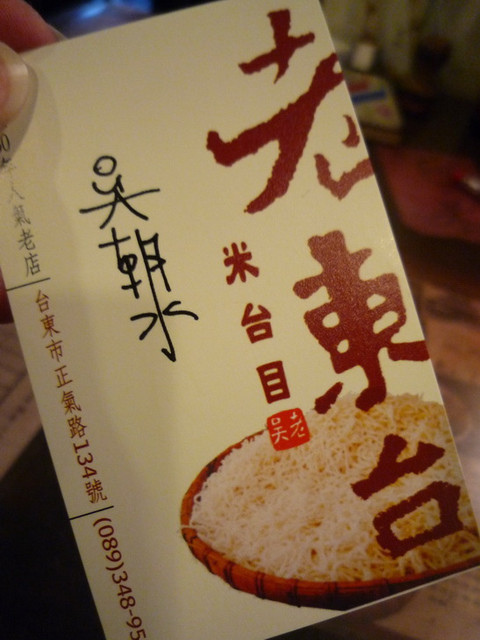 老東台
米台目
老吳
吳朝水
人氣老店
台東市正氣路134號
(089)348-95